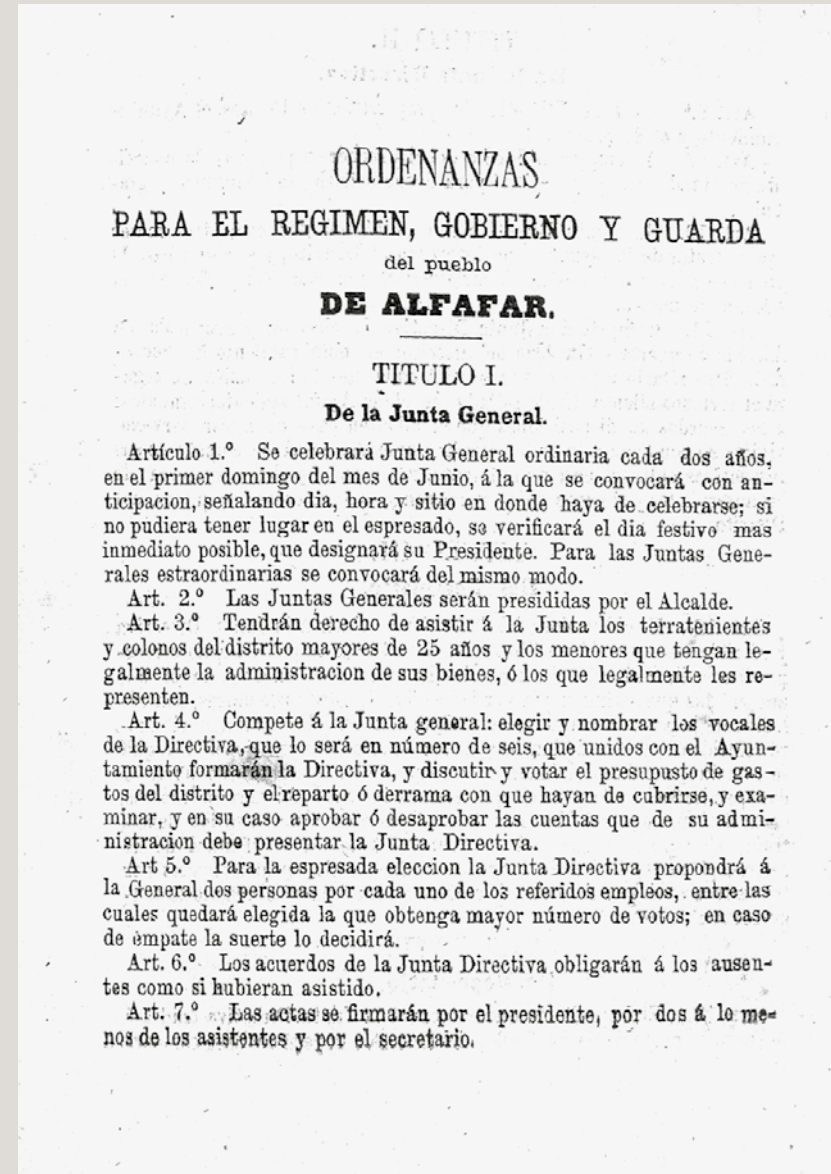 ORDENANZAS
PARA EL REGIMEN, GOBIERNO Y GUARDA
del pueblo
DE ALFAFAR.
TITULO I.
De la Junta General.
Artículo 1.º Se celebrará Junta General ordinaria cada dos años,
en el primer domingo del mes de Junio, á la que se convocará con an-
ticipacion, señalando dia, hora y sitio en donde haya de celebrarse; si
no pudiera tener lugar en el espresado, se verificará el dia festivo mas
inmediato posible, que designará su Presidente. Para las Juntas Gene-
rales estraordinarias se convocará del mismo modo.
Art. 2.º Las Juntas Generales serán presididas por el Alcalde.
Art. 3.º Tendrán derecho de asistir á la Junta los terratenientes
y colonos del distrito mayores de 25 años y los menores que tengan le-
galmente la administracion de sus bienes, ó los que legalmente les re-
presenten.
Art. 4.º Compete á la Junta general: elegir y nombrar los vocales
de la Directiva, que lo será en número de seis, que unidos con el Ayun-
tamiento formarán la Directiva, y discutir y votar el presupusto de gas-
tos del distrito y el reparto ó derrama con que hayan de cubrirse, y exa-
minar, y en su caso aprobar ó desaprobar las cuentas que de su admi-
nistracion debe presentar la Junta Directiva.
Art 5.º Para la espresada eleccion la Junta Directiva propondrá á
la General dos personas por cada uno de los referidos empleos, entre las
cuales quedará elegida la que obtenga mayor número de votos; en caso
de empate la suerte lo decidirá.
Art. 6.º Los acuerdos de la Junta Directiva obligarán á los ausen-
tes como si hubieran asistido.
Art. 7.º Las actas se firmarán por el presidente, por dos á lo me-
nos de los asistentes y por el secretario.